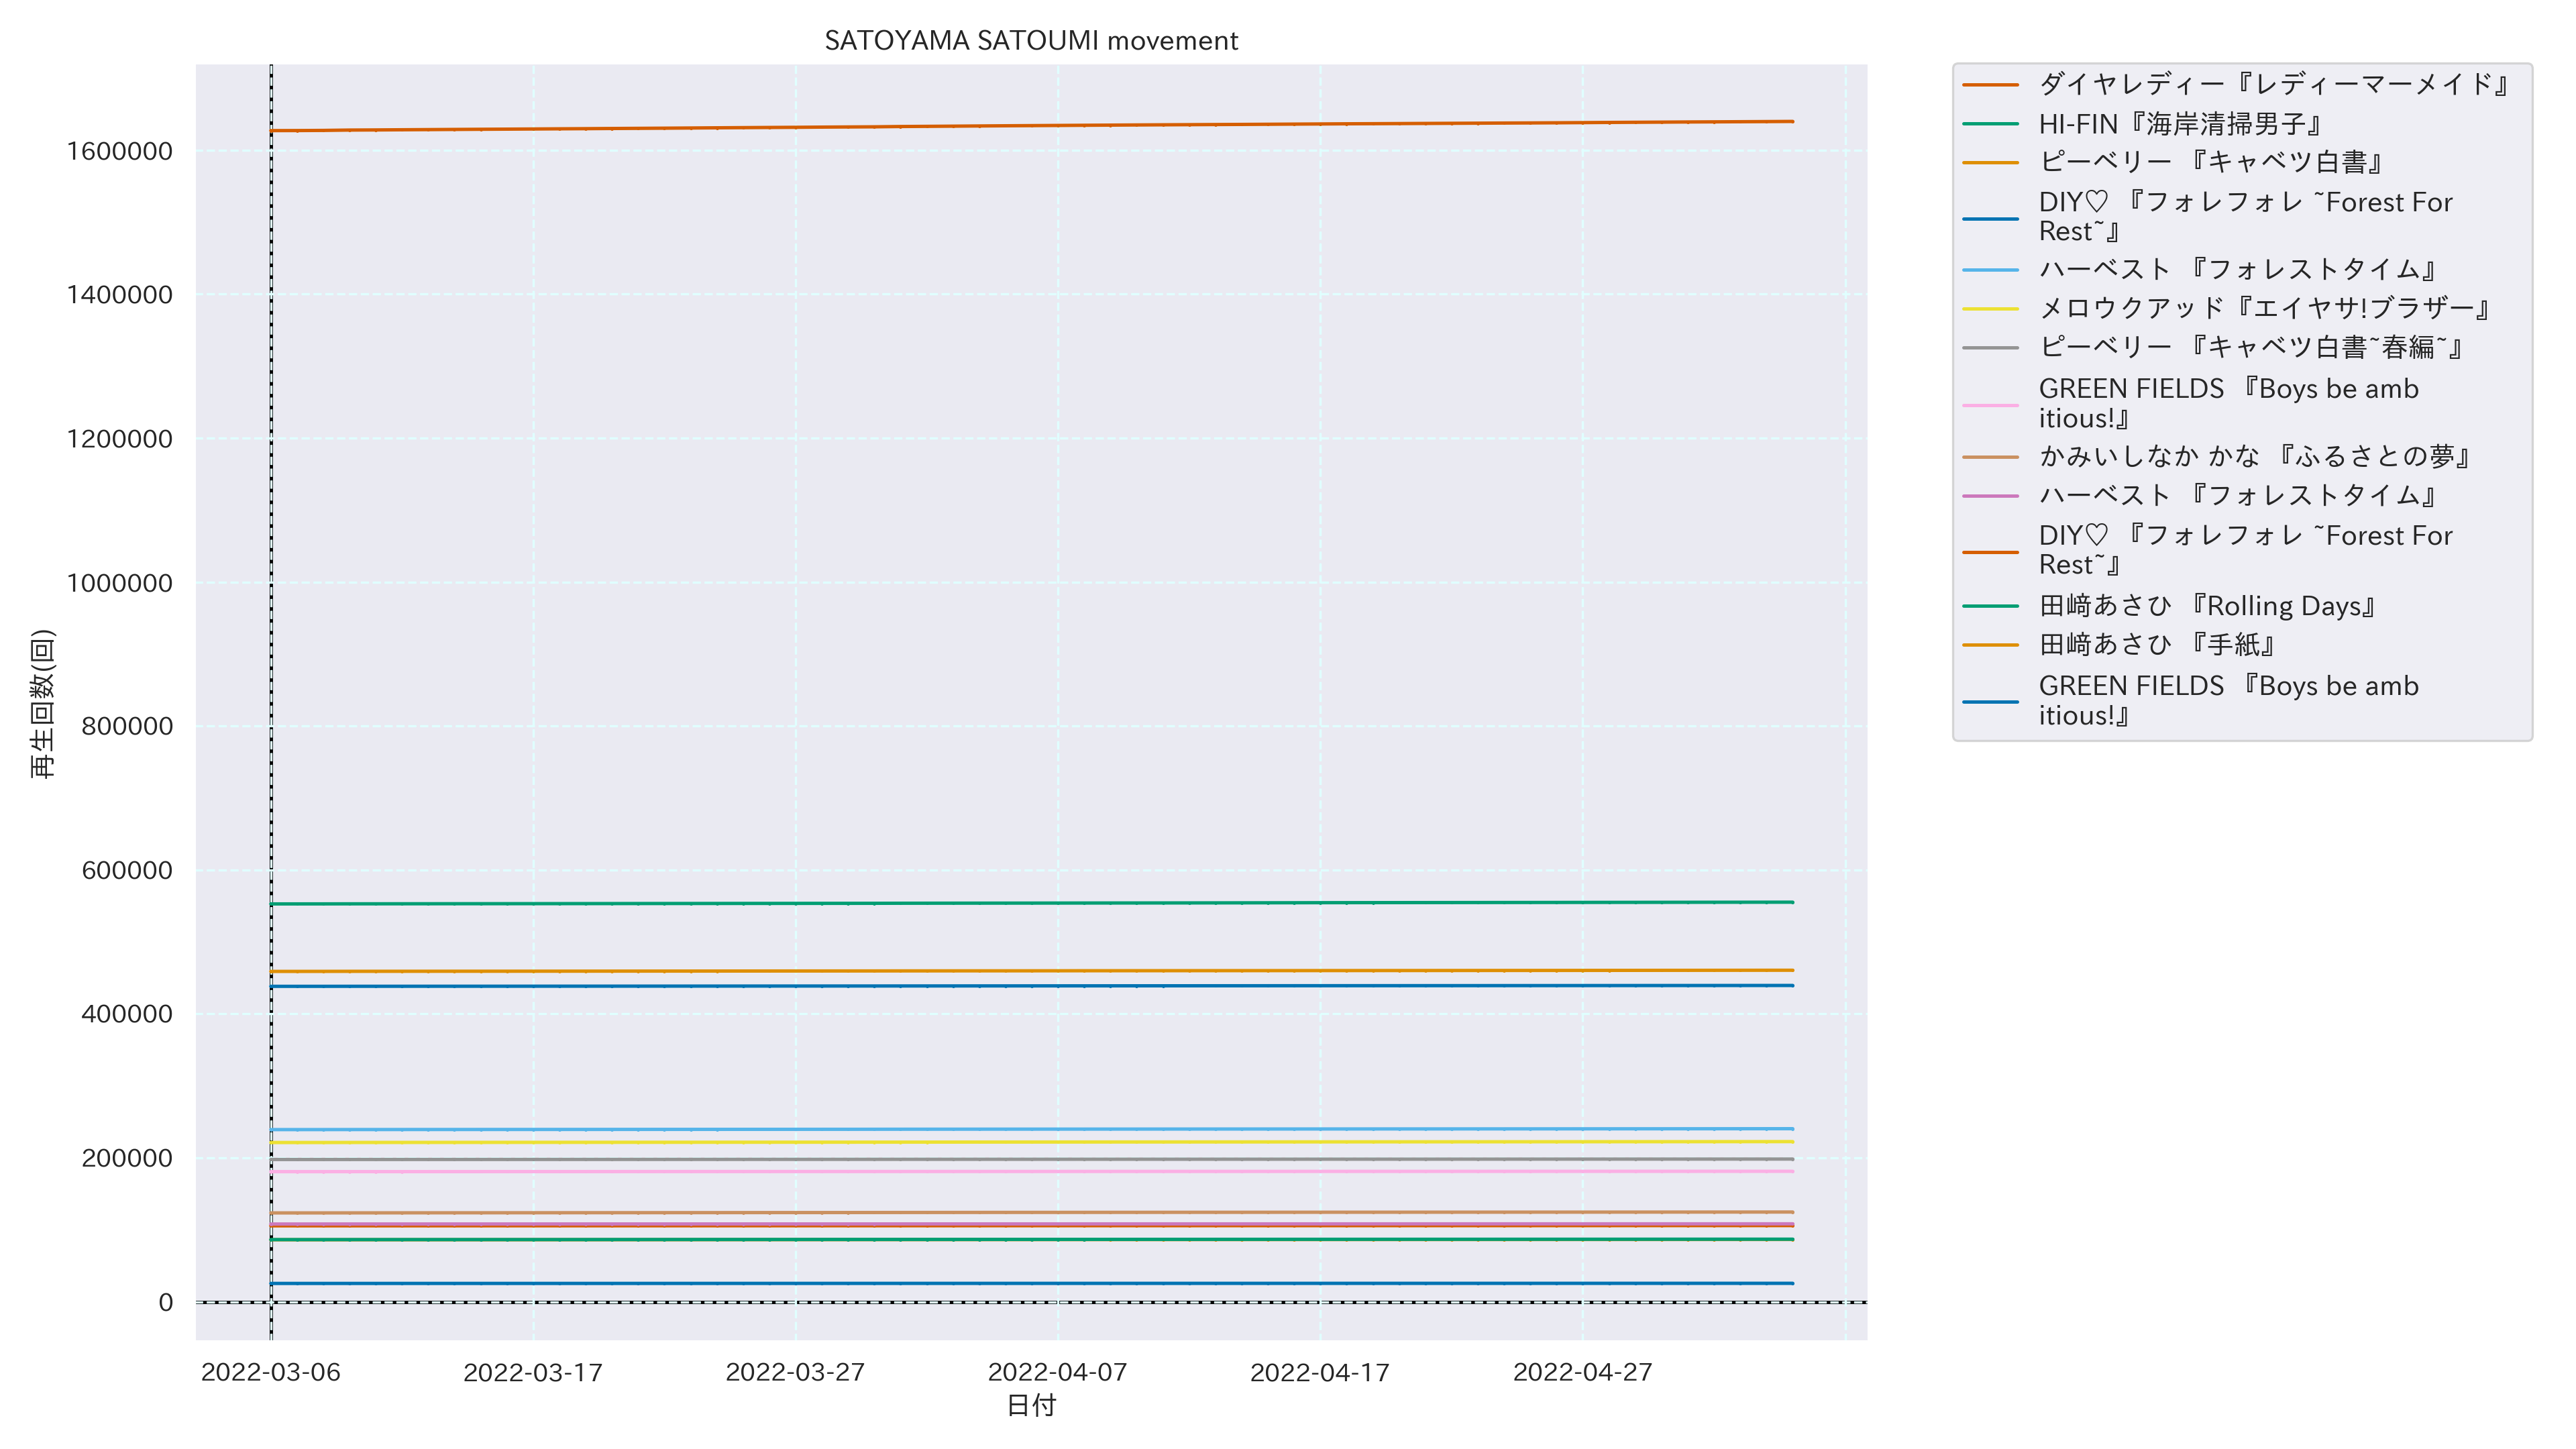 SATOYAMA SATOUMI movement
再生回数(回)
1600000
1400000
1200000
1000000
800000
600000
400000
200000
0
2022-03-06
2022-03-17
2022-03-27
2022-04-07
2022-04-17
2022-04-27
日付
ダイヤレディー『レディーマーメイド』
HI-FIN『海岸清掃男子』
ピーベリー 『キャベツ白書』
DIY♡ 『フォレフォレ ~Forest For
Rest~』
ハーベスト 『フォレストタイム』
メロウクアッド『エイヤサ!ブラザー』
ピーベリー 『キャベツ白書~春編~』
GREEN FIELDS 『Boys be amb
itious!』
かみいしなか かな 『ふるさとの夢』
ハーベスト 『フォレストタイム』
DIY♡ 『フォレフォレ ~Forest For
Rest~』
田﨑あさひ 『Rolling Days』
田﨑あさひ 『手紙』
GREEN FIELDS 『Boys be amb
itious!』